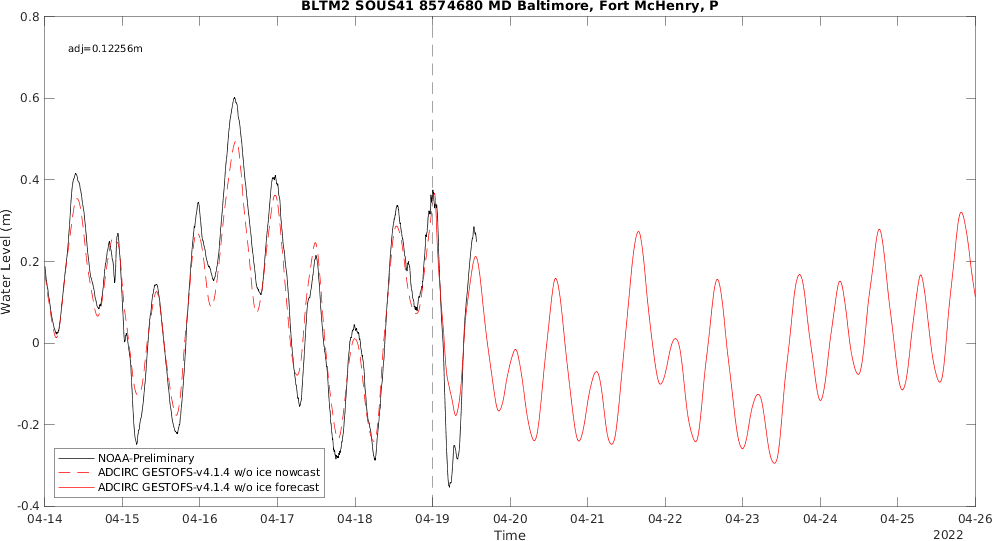 BLTM2 SOUS41 8574680 MD Baltimore, Fort McHenry, P
adj=0.12256m
Water Level (m)
0.8
0.6
0.4
0.2
0
-0.2
-0.4
NOAA-Preliminary
ADCIRC GESTOFS-v4.1.4 w/o ice nowcast
ADCIRC GESTOFS-v4.1.4 w/o ice forecast
04-14 04-15 04-16 04-17 04-18 04-19 04-20 04-21 04-22 04-23 04-24 04-25 04-26
Time
2022